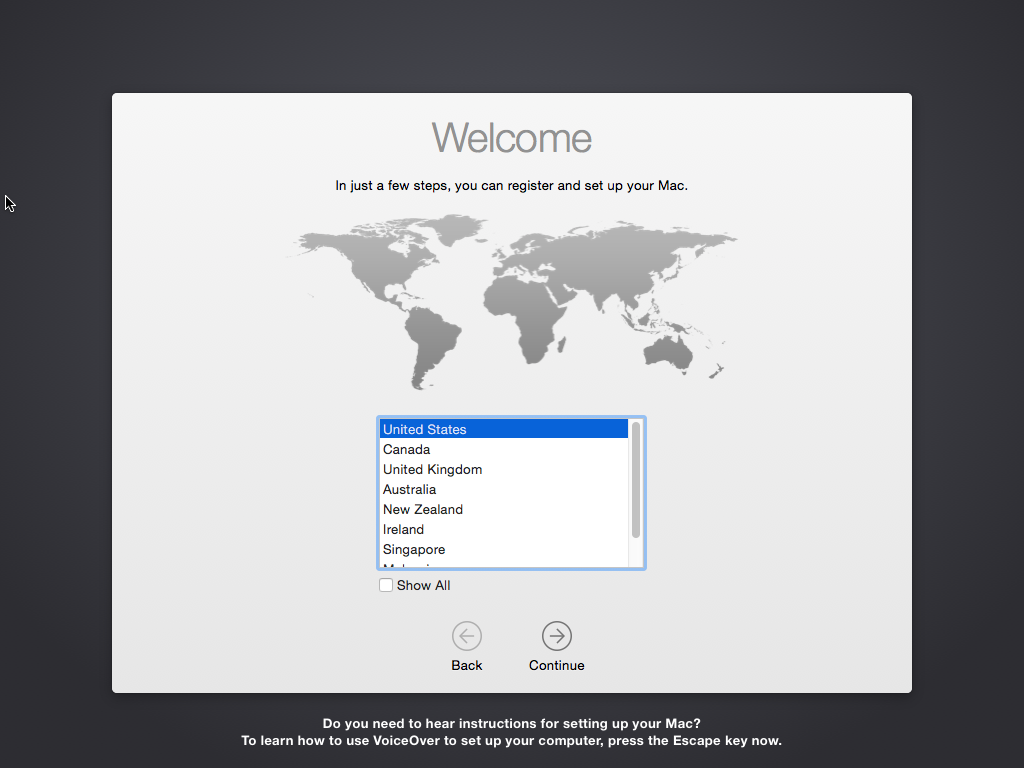 Welcome
In just a few steps, you can register and set up your Mac.
United States
Canada
United Kingdom
Australia
New Zealand
Ireland
Singapore
Show All
Back
Continue
Do you need to hear instructions for setting up your Mac?
To learn how to use VoiceOver to set up your computer, press the Escape key now.